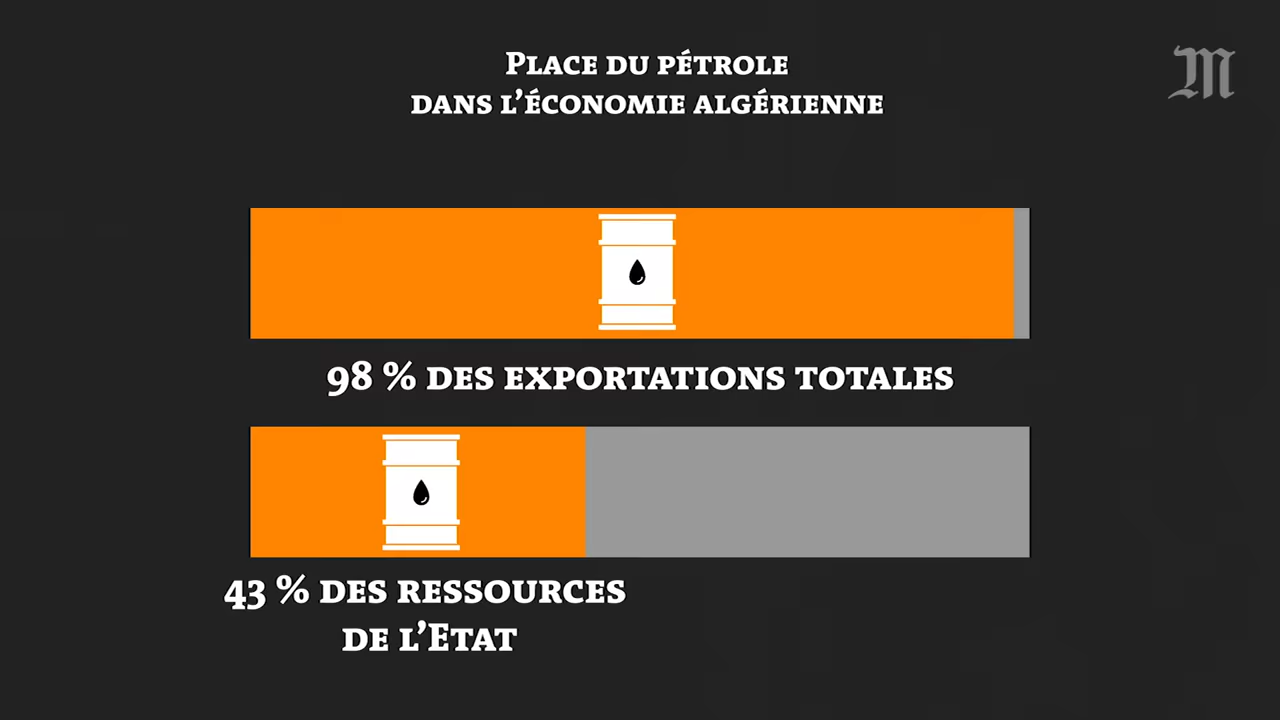 Place du pétrole
dans l’économie algérienne
M
98 % des exportations totales
43 % des ressources
de l’Etat